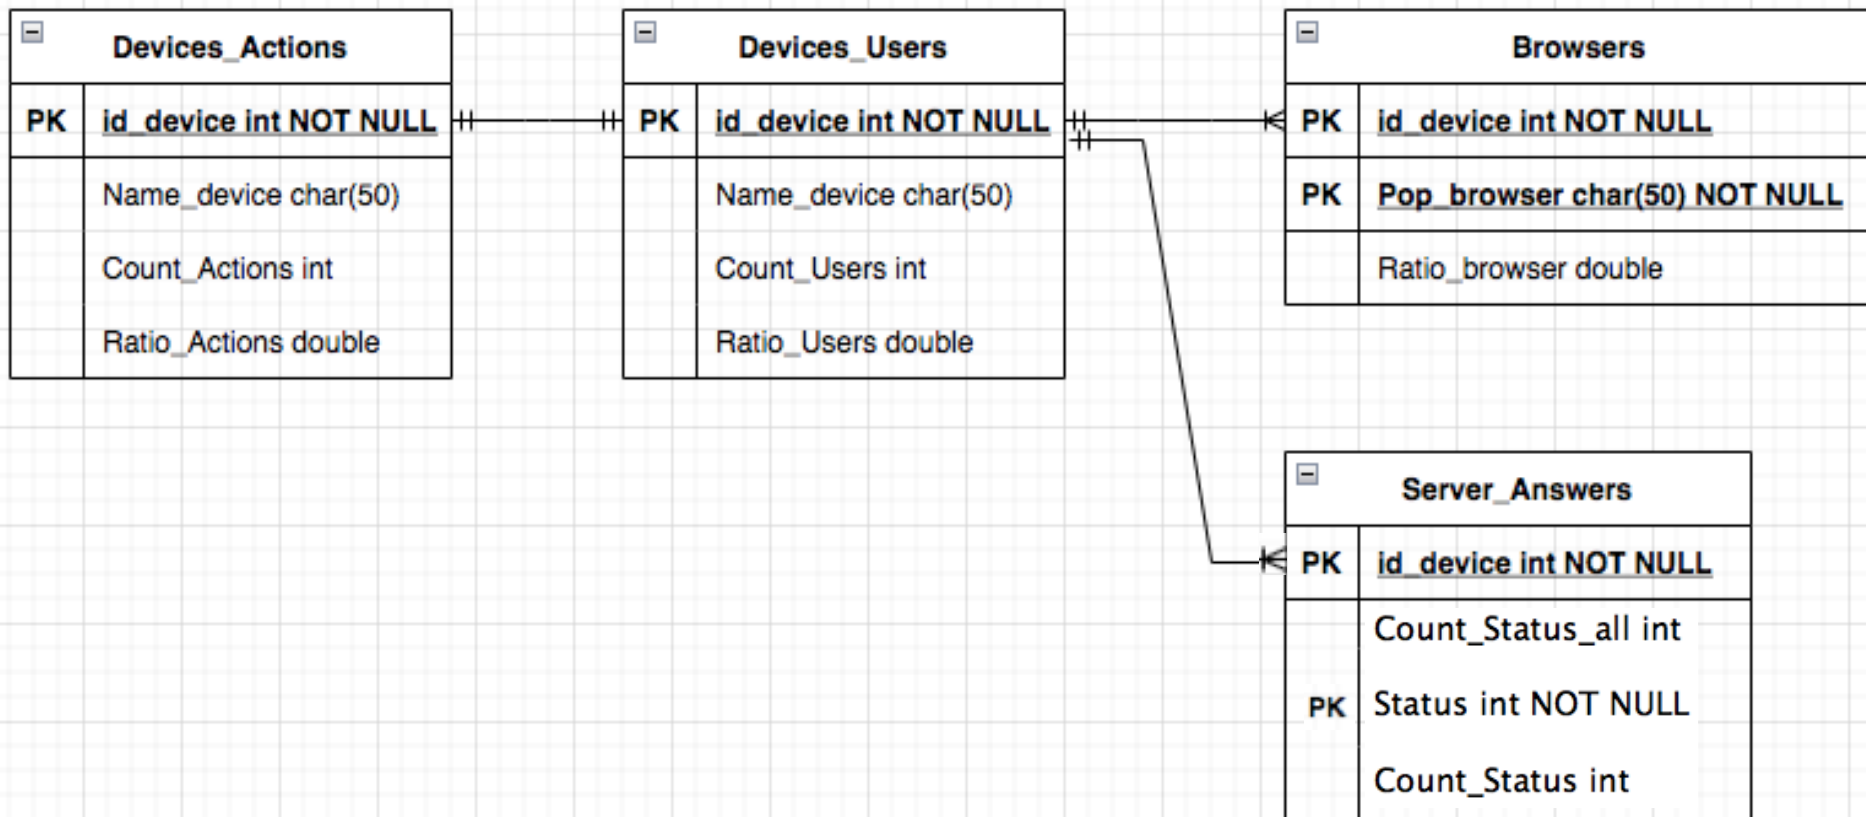 Devices_Actions
PK id_device int NOT NULL
Name_device char(50)
Count_Actions int
Ratio_Actions double
Devices_Users
PK id_device int NOT NULL
Name_device char(50)
Count_Users int
Ratio_Users double
Browsers
PK id_device int NOT NULL
PK Pop_browser char(50) NOT NULL
Ratio_browser double
Server_Answers
PK id_device int NOT NULL
Count_Status_all int
PK Status int NOT NULL
Count_Status int